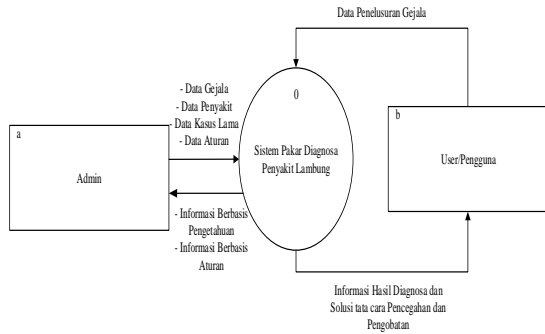 Data Penelusuran Gejala
- Data Gejala
- Data Penyakit
- Data Kasus Lama
- Data Aturan
a
Admin
0
Sistem Pakar Diagnosa
Penyakit Lambung
b
User/Pengguna
- Informasi Berbasis
Pengetahuan
- Informasi Berbasis
Aturan
Informasi Hasil Diagnosa dan
Solusi tata cara Pencegahan dan
Pengobatan